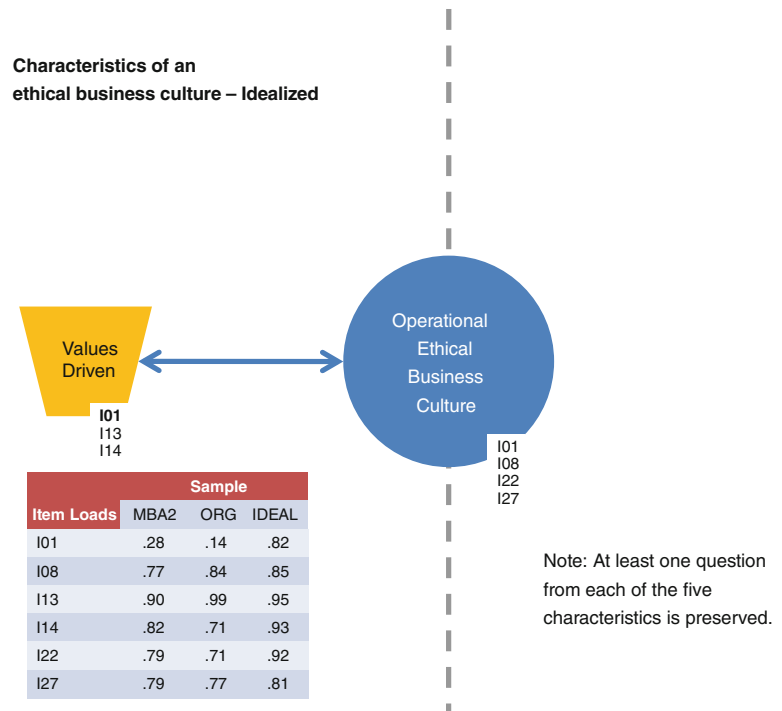 Characteristics of an
ethical business culture – Idealized
Values
Driven
I01
I13
I14
Operational
Ethical
Business
Culture
I01
I08
I22
I27
Sample
Item Loads MBA2 ORG IDEAL
I01 .28 .14 .82
I08 .77 .84 .85
I13 .90 .99 .95
I14 .82 .71 .93
I22 .79 .71 .92
I27 .79 .77 .81
Note: At least one question
from each of the five
characteristics is preserved.